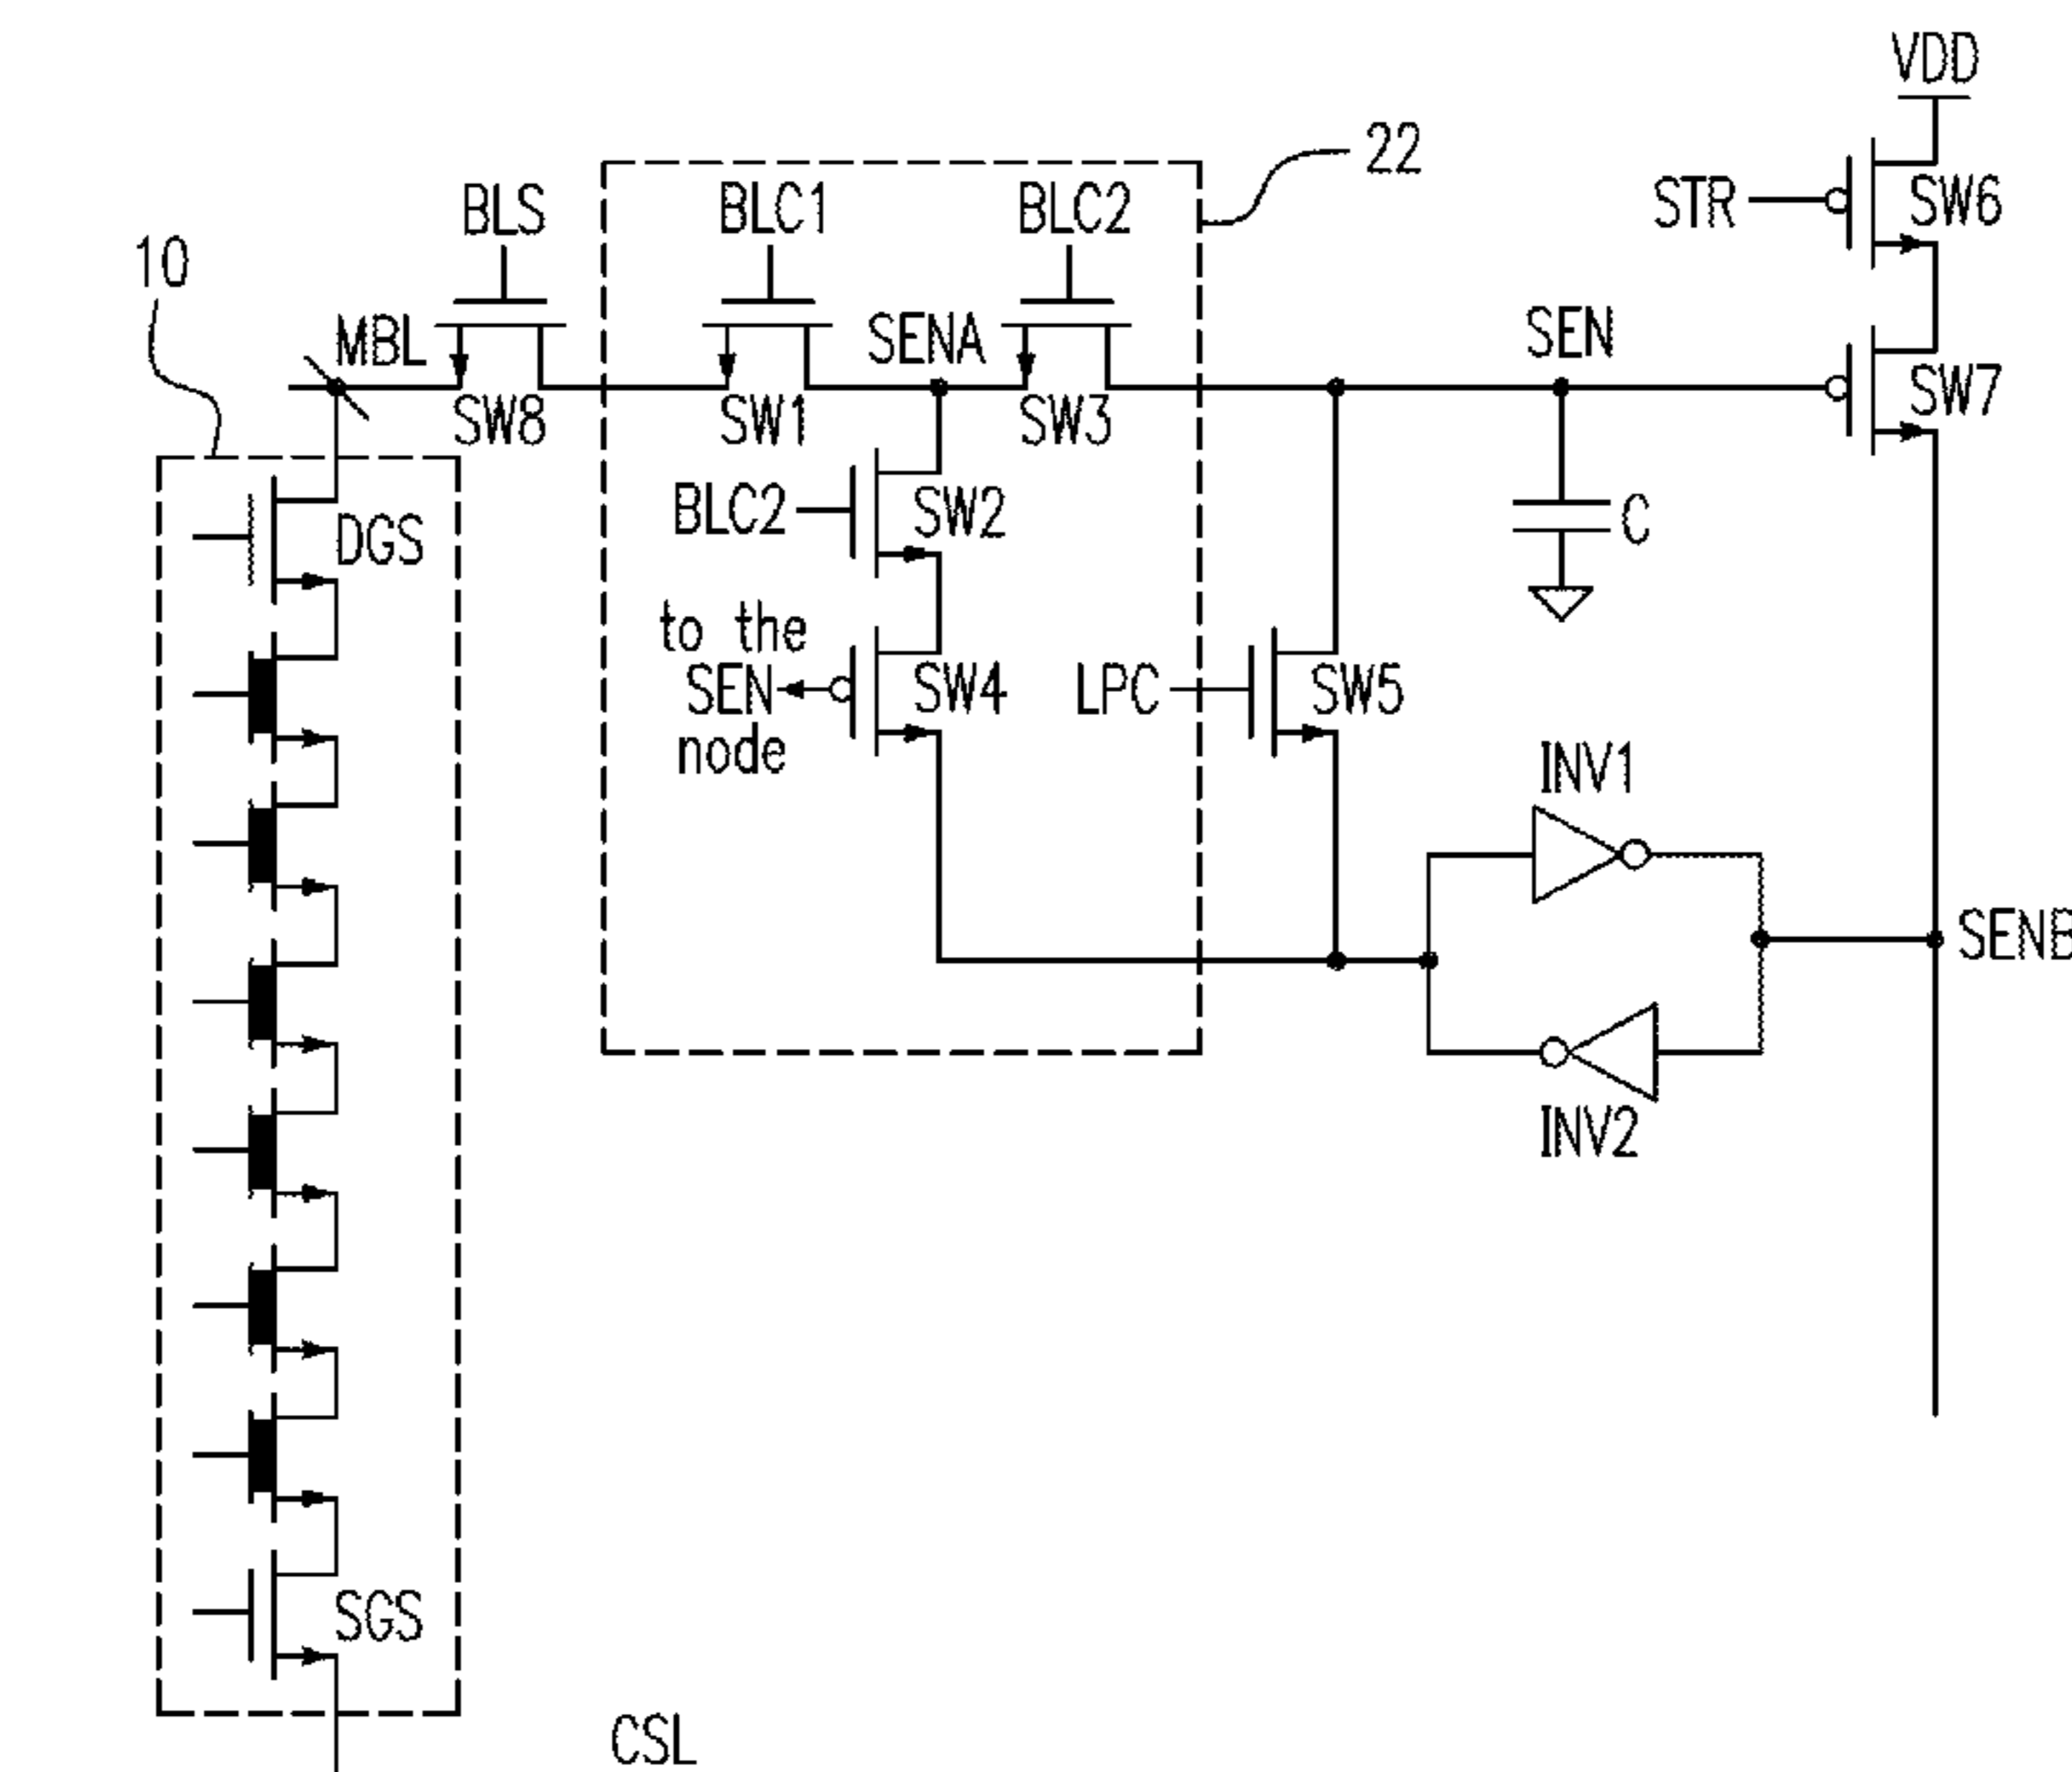 VDD
22
STR
SW6
BLS
BLC1
BLC2
10
MBL
SENA
SEN
SW7
SW8
SW1
SW3
BLC2
SW2
C
DGS
to the
SEN
node
SW4
LPC
SW5
INV1
SENB
INV2
SGS
CSL